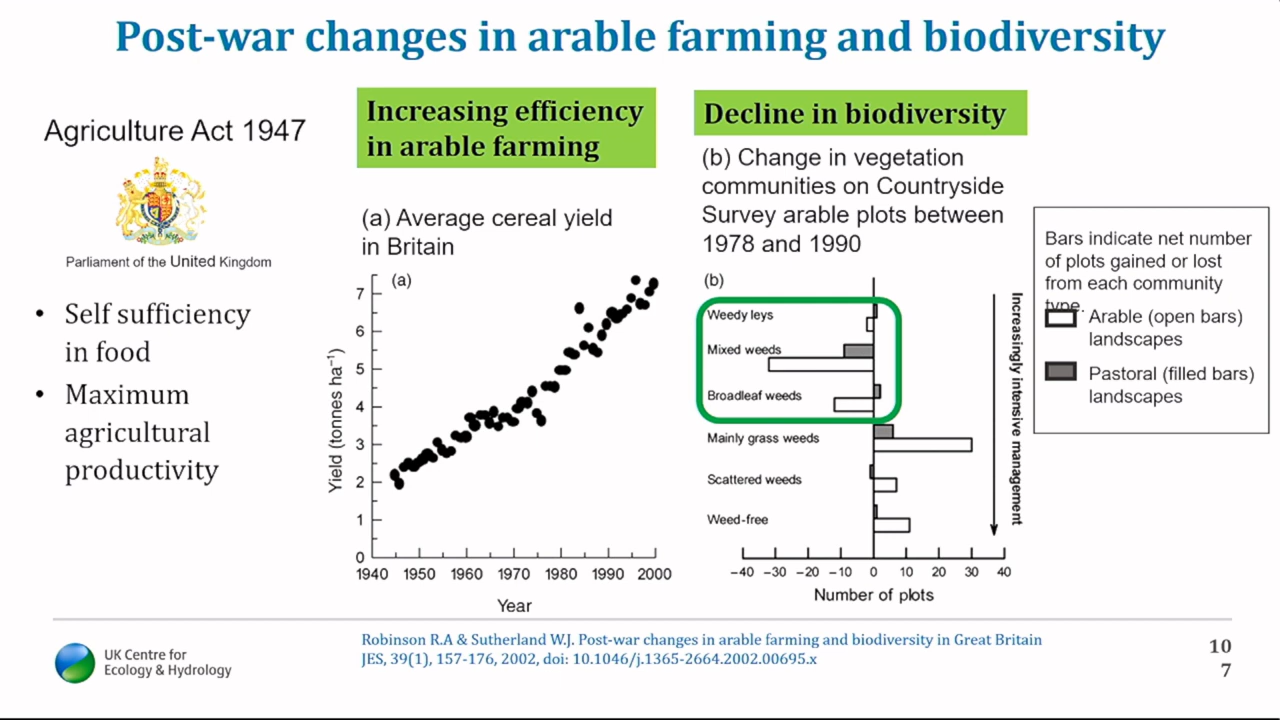 Post-war changes in arable farming and biodiversity
Agriculture Act 1947
Parliament of the United Kingdom
• Self sufficiency
in food
• Maximum
agricultural
productivity
Increasing efficiency
in arable farming
(a) Average cereal yield
in Britain
(a)
Yield (tonnes ha⁻¹)
7
6
5
4
3
2
1
0
1940 1950 1960 1970 1980 1990 2000
Year
Decline in biodiversity
(b) Change in vegetation
communities on Countryside
Survey arable plots between
1978 and 1990
(b)
Weedy leys
Mixed weeds
Broadleaf weeds
Mainly grass weeds
Scattered weeds
Weed-free
−40 −30 −20 −10 0 10 20 30 40
Number of plots
Increasingly intensive management
Bars indicate net number
of plots gained or lost
from each community
type.
Arable (open bars)
landscapes
Pastoral (filled bars)
landscapes
UK Centre for
Ecology & Hydrology
Robinson R.A & Sutherland W.J. Post-war changes in arable farming and biodiversity in Great Britain
JES, 39(1), 157-176, 2002, doi: 10.1046/j.1365-2664.2002.00695.x
10
7